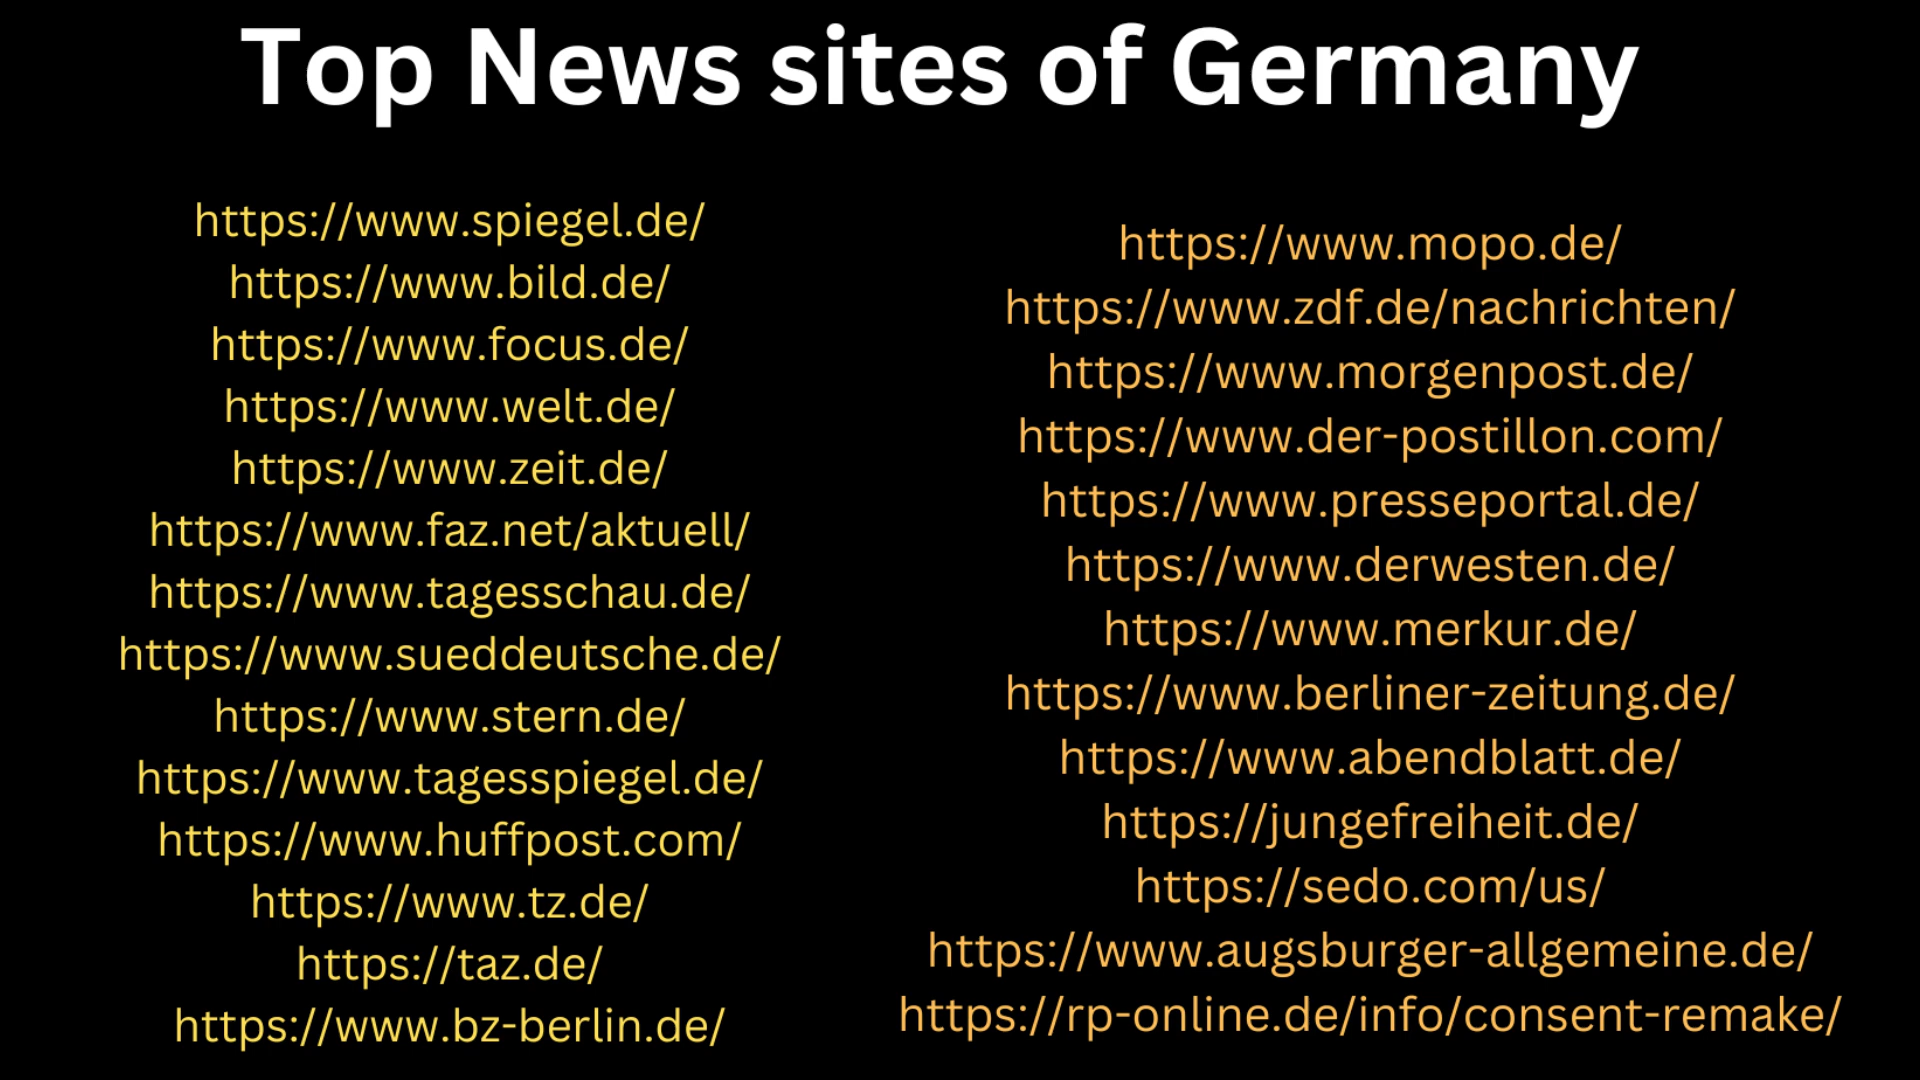 Top News sites of Germany
https://www.spiegel.de/
https://www.bild.de/
https://www.focus.de/
https://www.welt.de/
https://www.zeit.de/
https://www.faz.net/aktuell/
https://www.tagesschau.de/
https://www.sueddeutsche.de/
https://www.stern.de/
https://www.tagesspiegel.de/
https://www.huffpost.com/
https://www.tz.de/
https://taz.de/
https://www.bz-berlin.de/
https://www.mopo.de/
https://www.zdf.de/nachrichten/
https://www.morgenpost.de/
https://www.der-postillon.com/
https://www.presseportal.de/
https://www.derwesten.de/
https://www.merkur.de/
https://www.berliner-zeitung.de/
https://www.abendblatt.de/
https://jungefreiheit.de/
https://sedo.com/us/
https://www.augsburger-allgemeine.de/
https://rp-online.de/info/consent-remake/